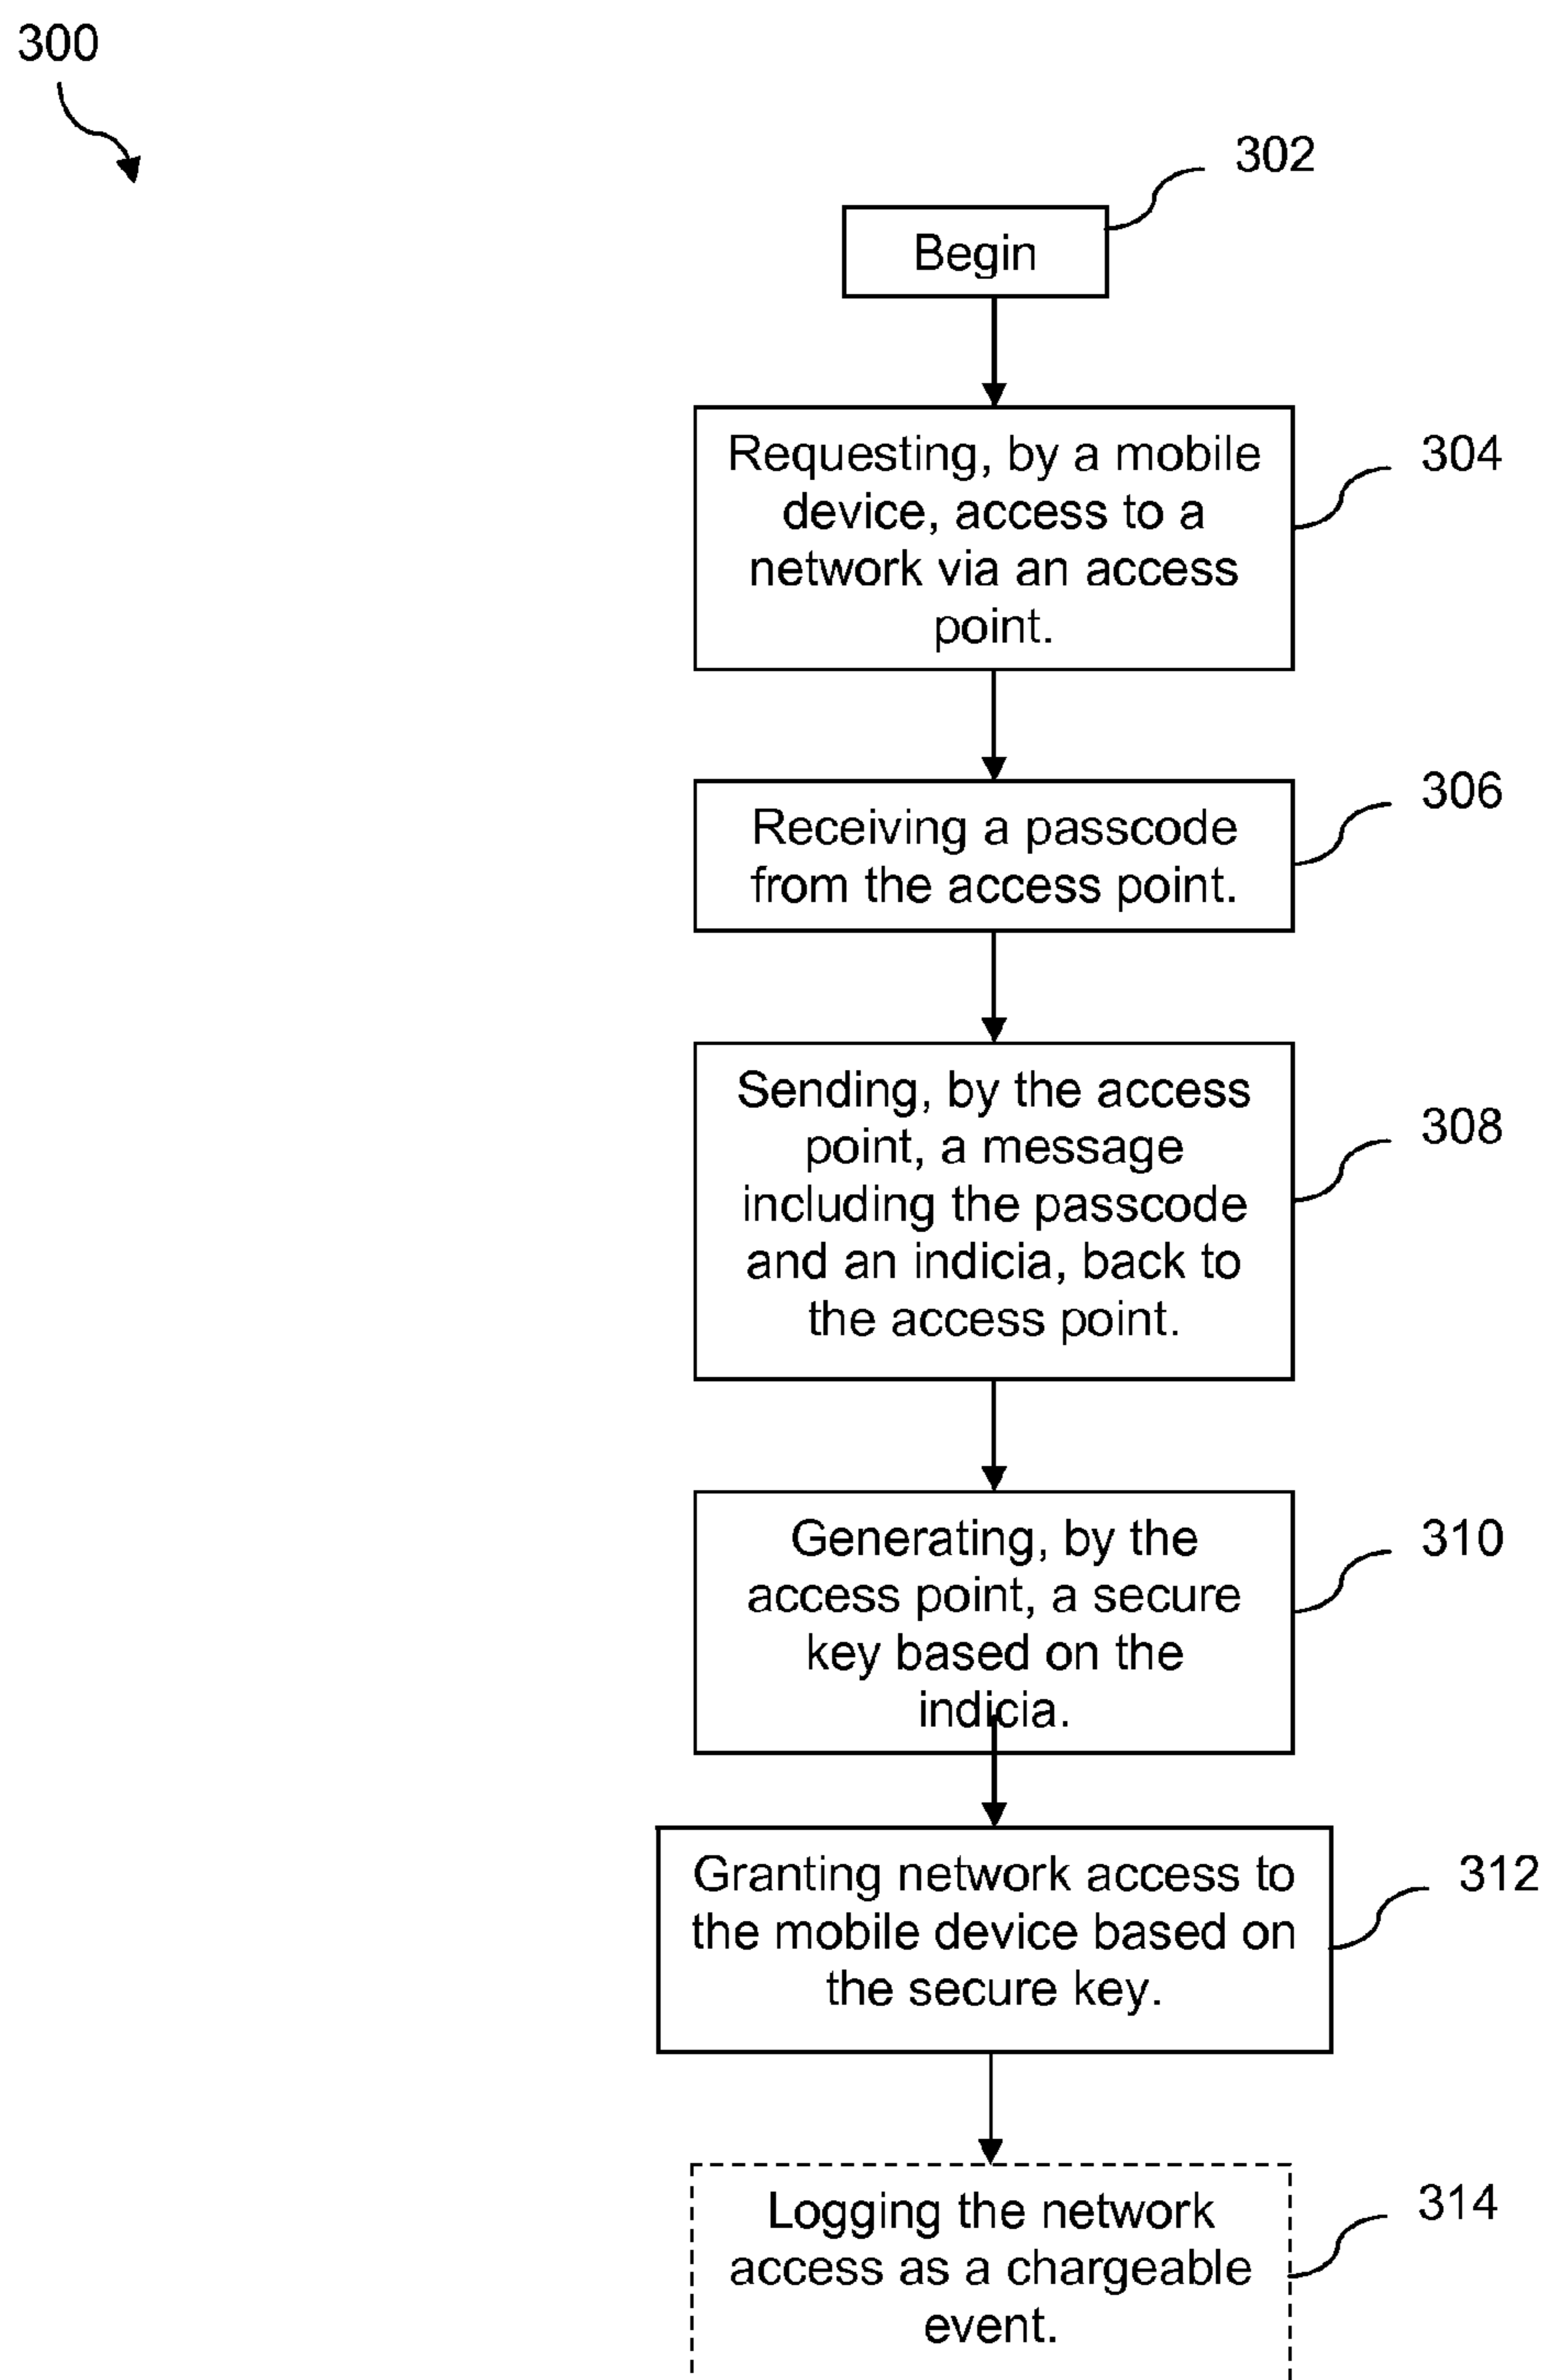 300
302
Begin
Requesting, by a mobile
device, access to a
network via an access
point.
304
Receiving a passcode
from the access point.
306
Sending, by the access
point, a message
including the passcode
and an indicia, back to
the access point.
308
Generating, by the
access point, a secure
key based on the
indicia.
310
Granting network access to
the mobile device based on
the secure key.
312
Logging the network
access as a chargeable
event.
314